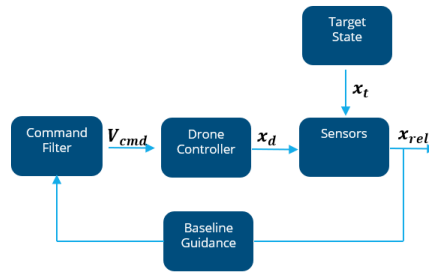 Target
State
x_t
Command
Filter
V_cmd
Drone
Controller
x_d
Sensors
x_rel
Baseline
Guidance